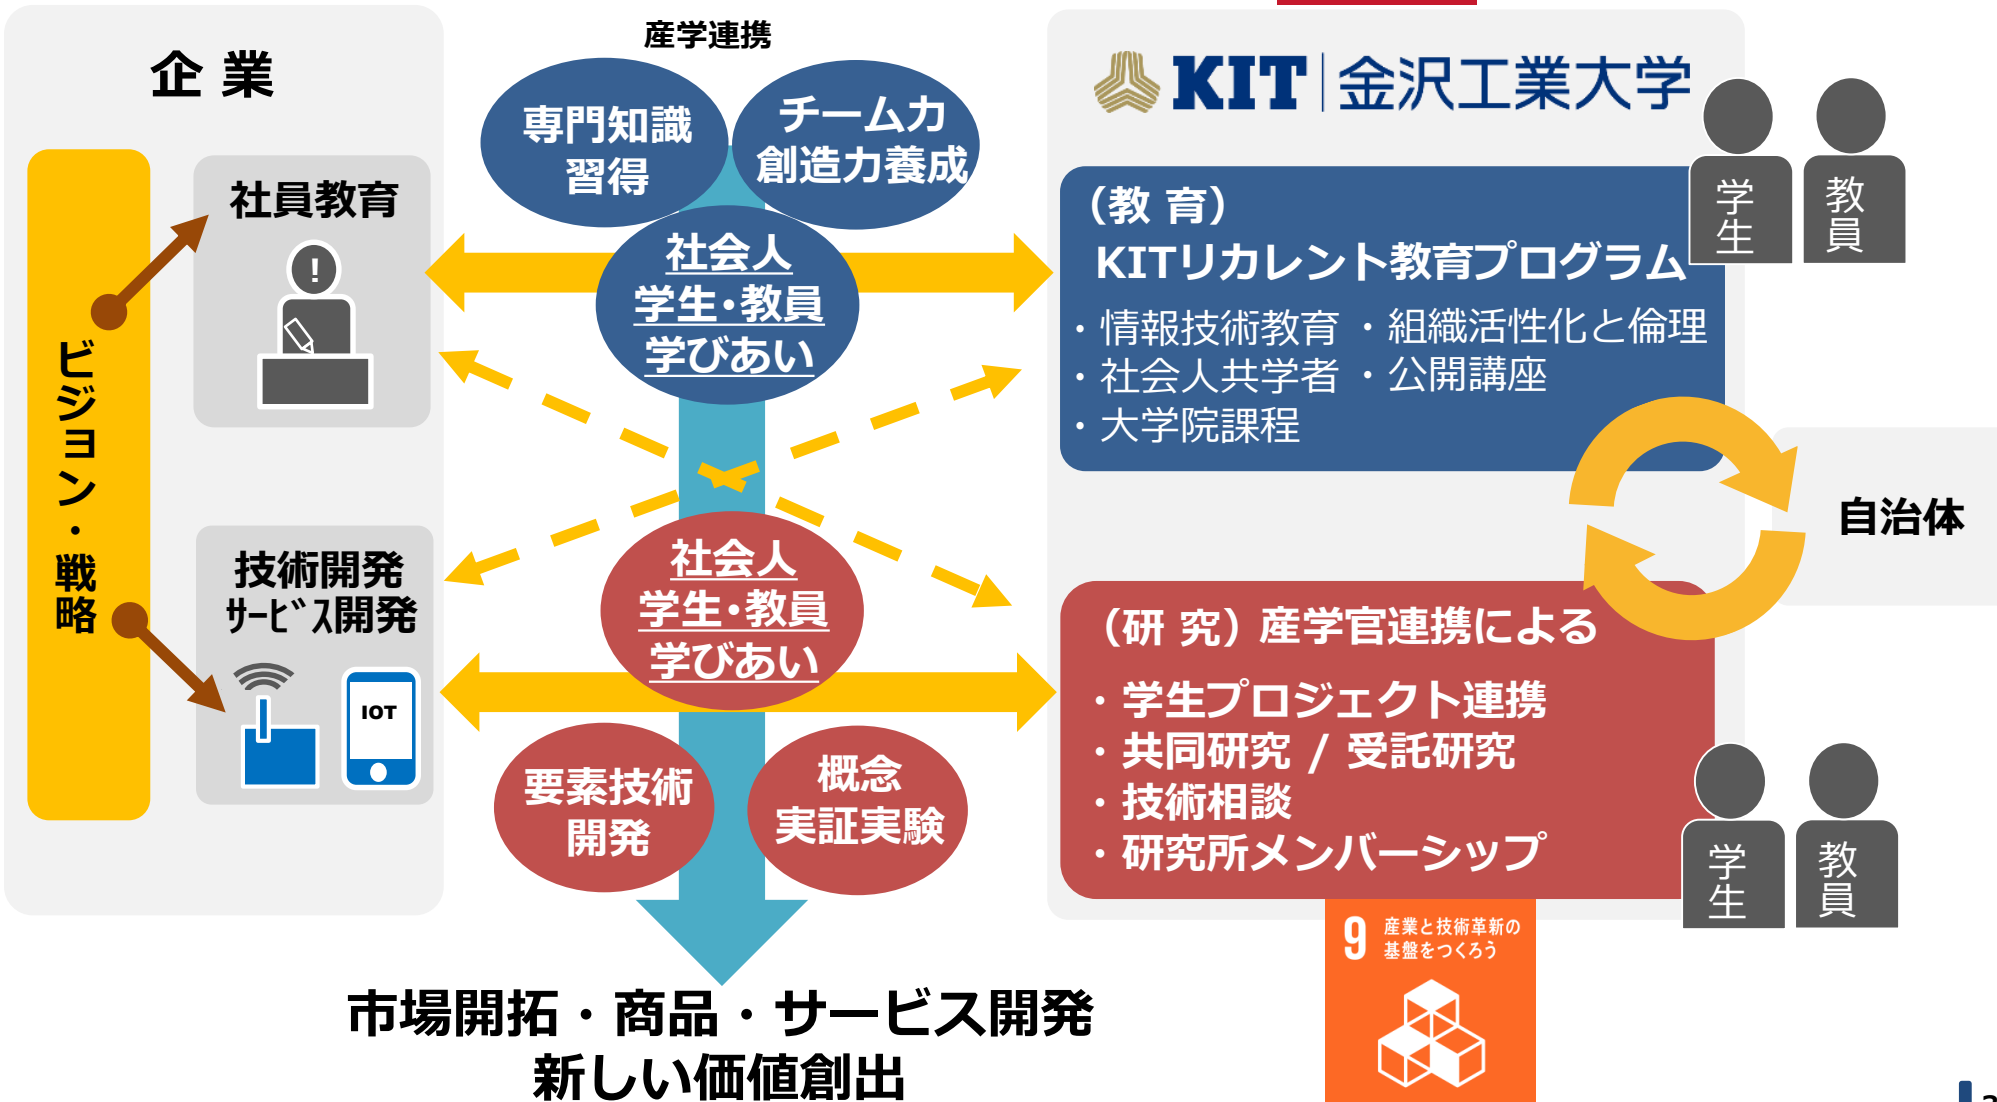 産学連携
企 業
ビジョン・戦略
社員教育
!
技術開発
ｻｰﾋﾞｽ開発
IOT
専門知識
習得
チーム力
創造力養成
社会人
学生・教員
学びあい
社会人
学生・教員
学びあい
要素技術
開発
概念
実証実験
市場開拓・商品・サービス開発
新しい価値創出
KIT 金沢工業大学
（教 育）
KITリカレント教育プログラム
・情報技術教育 ・組織活性化と倫理
・社会人共学者 ・公開講座
・大学院課程
学生
教員
自治体
（研 究）産学官連携による
・学生プロジェクト連携
・共同研究 / 受託研究
・技術相談
・研究所メンバーシップ
学生
教員
9 産業と技術革新の
基盤をつくろう